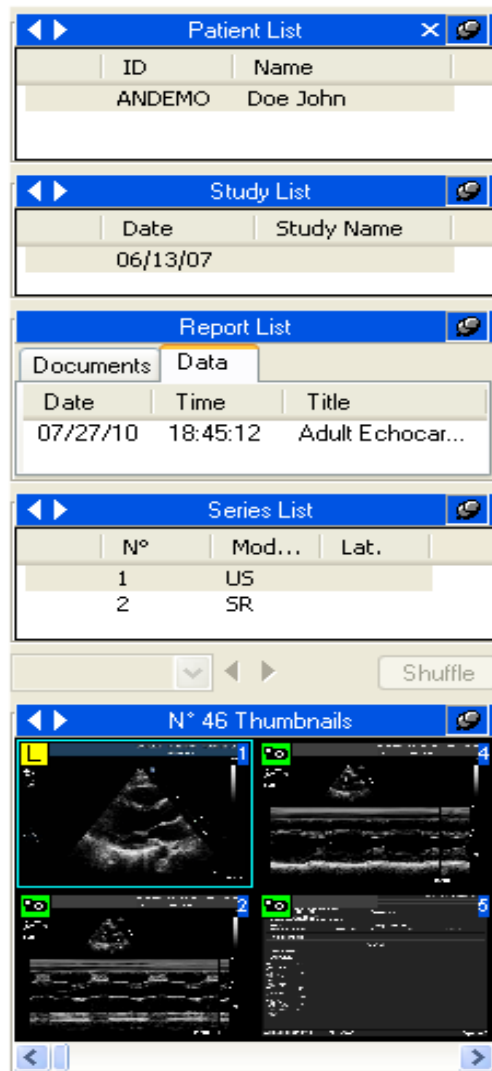 Patient List
ID Name
ANDEMO Doe John
Study List
Date Study Name
06/13/07
Report List
Documents Data
Date Time Title
07/27/10 18:45:12 Adult Echocar...
Series List
N° Mod... Lat.
1 US
2 SR
Shuffle
N° 46 Thumbnails
L 1 4
2 5